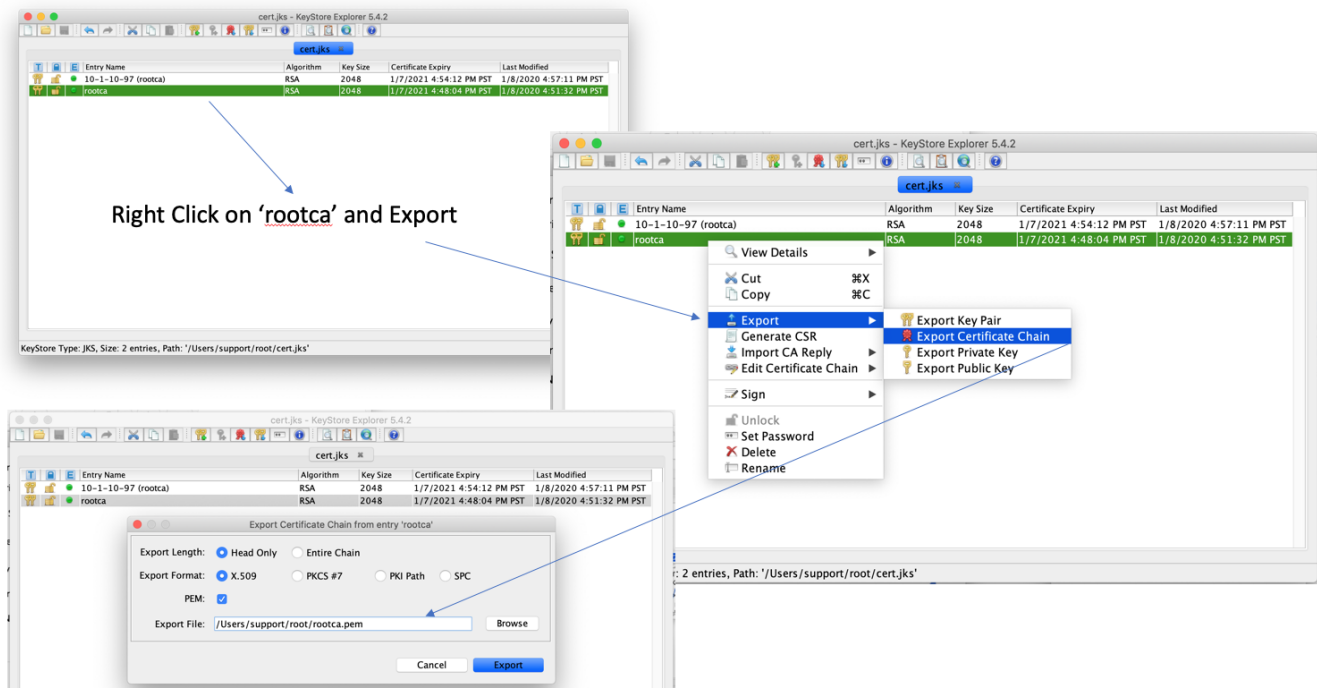 cert.jks - KeyStore Explorer 5.4.2
cert.jks
T E Entry Name Algorithm Key Size Certificate Expiry Last Modified
10-1-10-97 (rootca) RSA 2048 1/7/2021 4:54:12 PM PST 1/8/2020 4:57:11 PM PST
rootca RSA 2048 1/7/2021 4:48:04 PM PST 1/8/2020 4:51:32 PM PST
Right Click on ‘rootca’ and Export
KeyStore Type: JKS, Size: 2 entries, Path: '/Users/support/root/cert.jks'
cert.jks - KeyStore Explorer 5.4.2
cert.jks
T E Entry Name Algorithm Key Size Certificate Expiry Last Modified
10-1-10-97 (rootca) RSA 2048 1/7/2021 4:54:12 PM PST 1/8/2020 4:57:11 PM PST
rootca RSA 2048 1/7/2021 4:48:04 PM PST 1/8/2020 4:51:32 PM PST
View Details
Cut ⌘X
Copy ⌘C
Export
Generate CSR
Import CA Reply
Edit Certificate Chain
Sign
Unlock
Set Password
Delete
Rename
Export Key Pair
Export Certificate Chain
Export Private Key
Export Public Key
: 2 entries, Path: '/Users/support/root/cert.jks'
cert.jks - KeyStore Explorer 5.4.2
cert.jks
T E Entry Name Algorithm Key Size Certificate Expiry Last Modified
10-1-10-97 (rootca) RSA 2048 1/7/2021 4:54:12 PM PST 1/8/2020 4:57:11 PM PST
rootca RSA 2048 1/7/2021 4:48:04 PM PST 1/8/2020 4:51:32 PM PST
Export Certificate Chain from entry 'rootca'
Export Length: Head Only Entire Chain
Export Format: X.509 PKCS #7 PKI Path SPC
PEM:
Export File: /Users/support/root/rootca.pem Browse
Cancel Export